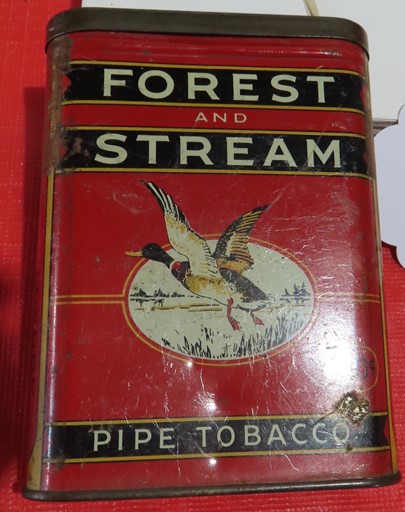 FOREST
AND
STREAM
PIPE TOBACCO